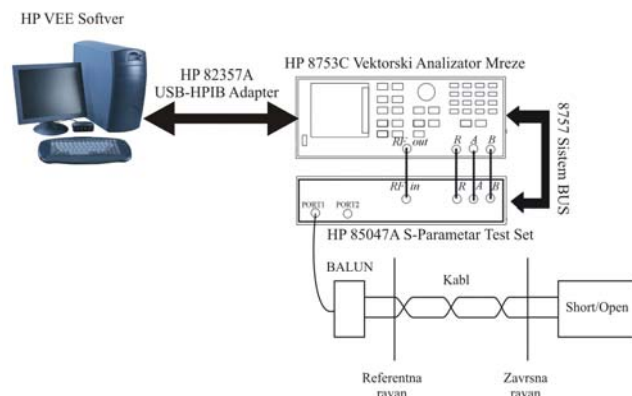 HP VEE Softver
HP 8753C Vektorski Analizator Mreze
HP 82357A
USB-HPIB Adapter
RF out
R A B
8757 Sistem BUS
RF in
R A B
PORT1 PORT2
HP 85047A S-Parametar Test Set
BALUN
Kabl
Short/Open
Referentna
ravan
Zavrsna
ravan